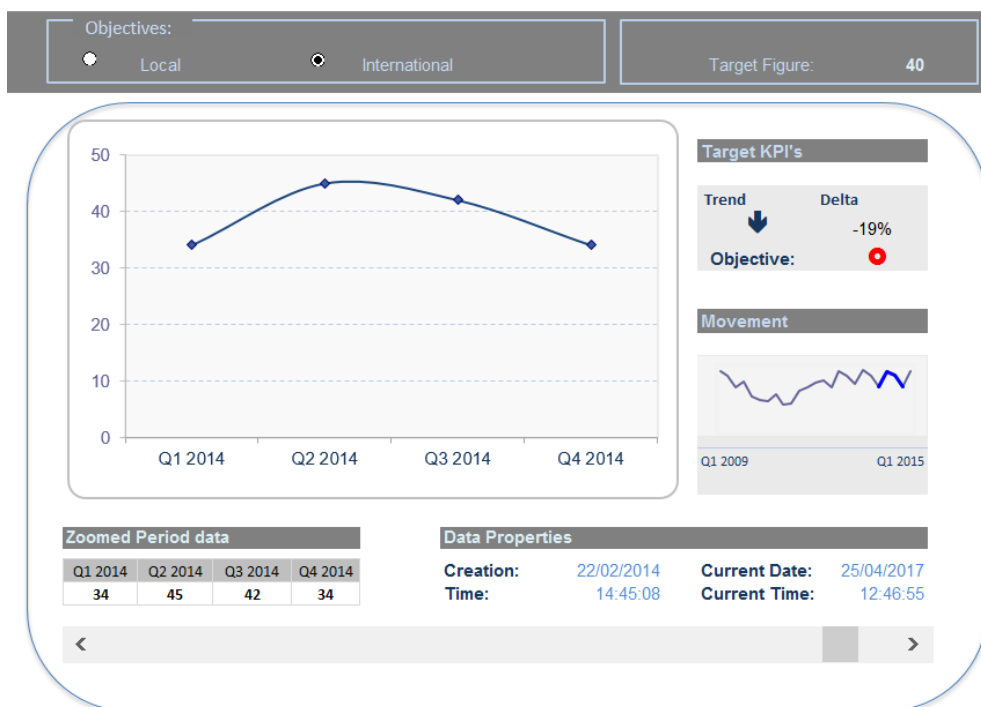 Objectives:
Local International Target Figure: 40
50
40
30
20
10
0
Q1 2014 Q2 2014 Q3 2014 Q4 2014
Target KPI's
Trend Delta
-19%
Objective:
Movement
Q1 2009 Q1 2015
Zoomed Period data
Q1 2014 Q2 2014 Q3 2014 Q4 2014
34 45 42 34
Data Properties
Creation: 22/02/2014 Current Date: 25/04/2017
Time: 14:45:08 Current Time: 12:46:55